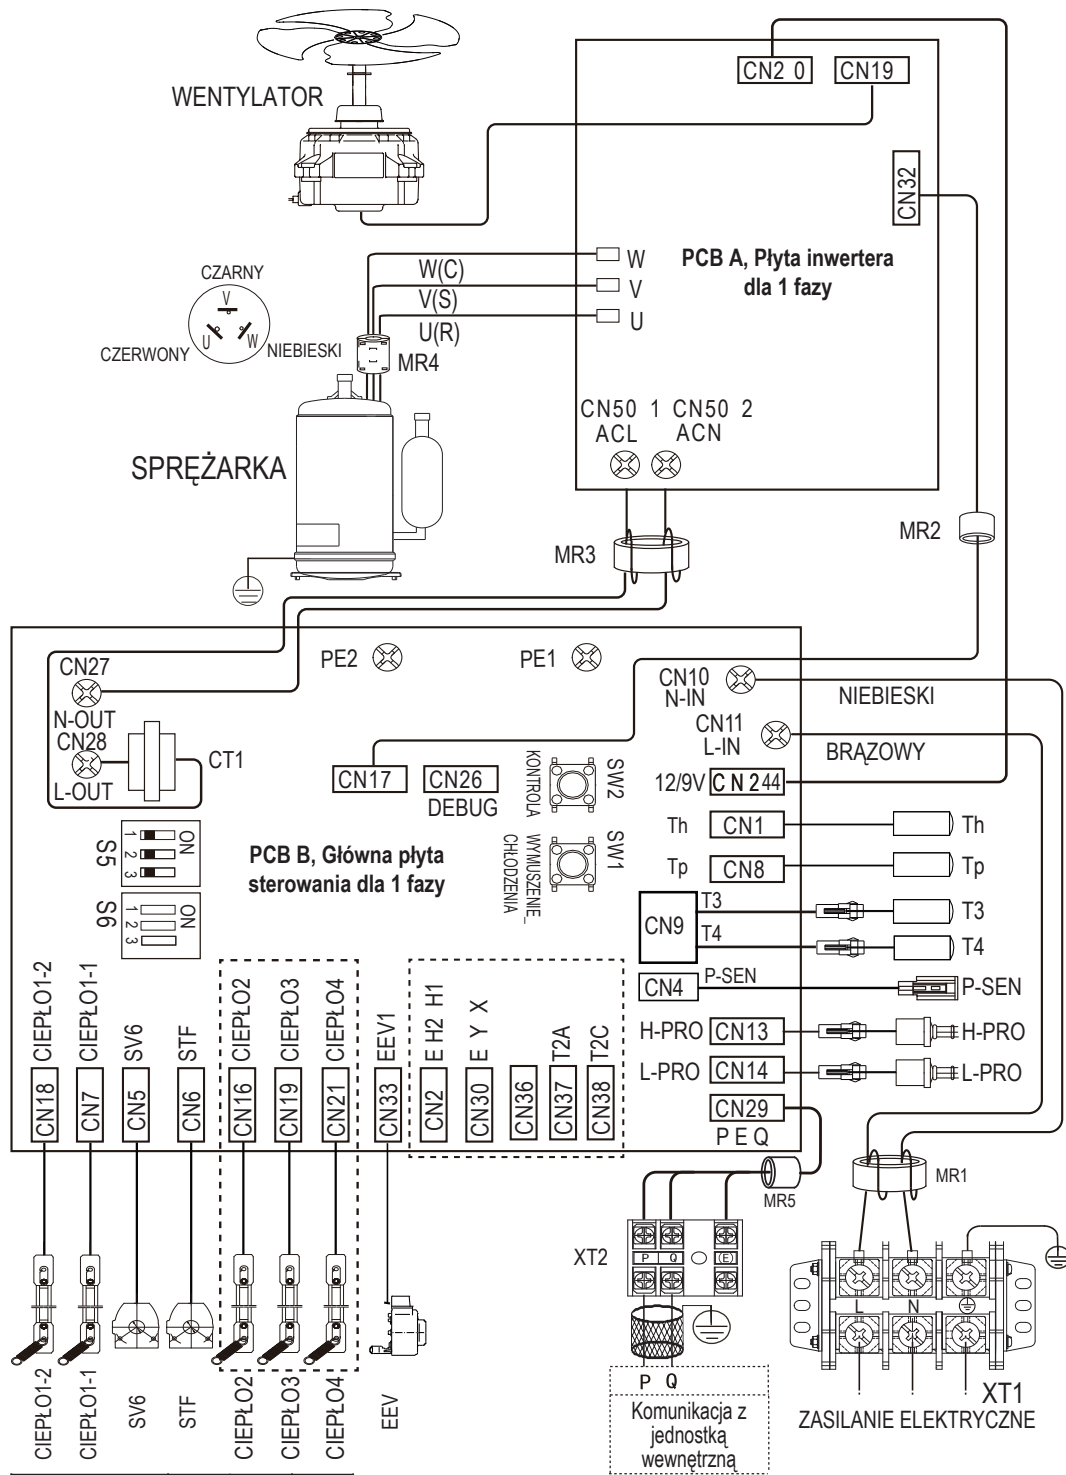 WENTYLATOR
CN2 0
CN19
CN32
PCB A, Płyta inwertera
dla 1 fazy
W
V
U
W(C)
V(S)
U(R)
CZARNY
V
U
W
CZERWONY
NIEBIESKI
MR4
CN50 1
CN50 2
ACL
ACN
SPRĘŻARKA
MR3
MR2
CN27
N-OUT
CN28
L-OUT
CT1
PE2
PE1
CN10
N-IN
NIEBIESKI
CN11
L-IN
BRĄZOWY
CN17
CN26
DEBUG
KONTROLA
SW2
WYMUSZENIE_
CHŁODZENIA
SW1
12/9V
CN244
Th
CN1
Th
Tp
CN8
Tp
S5
ON
1
2
3
S6
ON
1
2
3
PCB B, Główna płyta
sterowania dla 1 fazy
CN9
T3
T3
T4
T4
CN4
P-SEN
P-SEN
H-PRO
CN13
H-PRO
L-PRO
CN14
L-PRO
CN29
P E Q
CIEPŁO1-2
CIEPŁO1-1
SV6
STF
CIEPŁO2
CIEPŁO3
CIEPŁO4
EEV1
E H2 H1
E Y X
T2A
T2C
CN18
CN7
CN5
CN6
CN16
CN19
CN21
CN33
CN2
CN30
CN36
CN37
CN38
MR5
MR1
XT2
P
Q
(E)
L
N
P Q
Komunikacja z
jednostką
wewnętrzną
XT1
ZASILANIE ELEKTRYCZNE
CIEPŁO1-2
CIEPŁO1-1
SV6
STF
CIEPŁO2
CIEPŁO3
CIEPŁO4
EEV